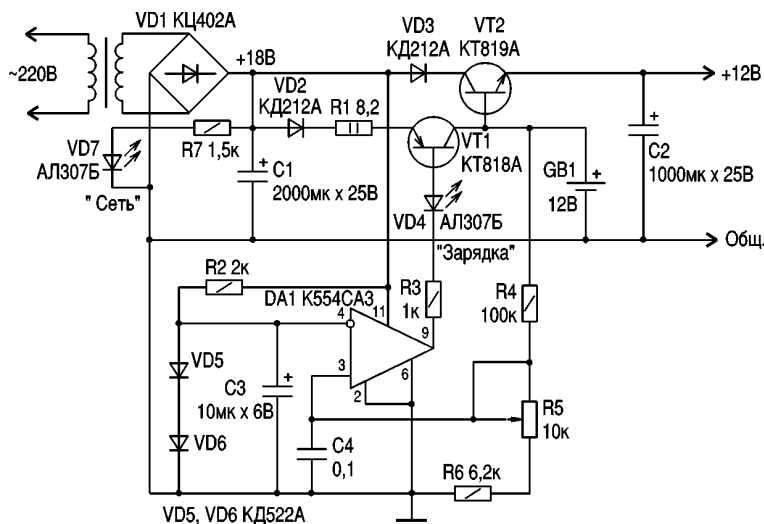 VD1 КЦ402А
~220В
+18В
VD3
КД212А
VT2
КТ819А
+12В
VD2
КД212А
R1 8,2
VD7
АЛ307Б
"Сеть"
R7 1,5к
+
C1
2000мк x 25В
VT1
КТ818А
GB1
+
12В
+
C2
1000мк x 25В
VD4
АЛ307Б
"Зарядка"
Общ.
R2 2к
DA1 К554СА3
R3
1к
R4
100к
4
11
9
3
2
6
VD5
VD6
C3
+
10мк x 6В
C4
0,1
R5
10к
R6 6,2к
VD5, VD6 КД522А